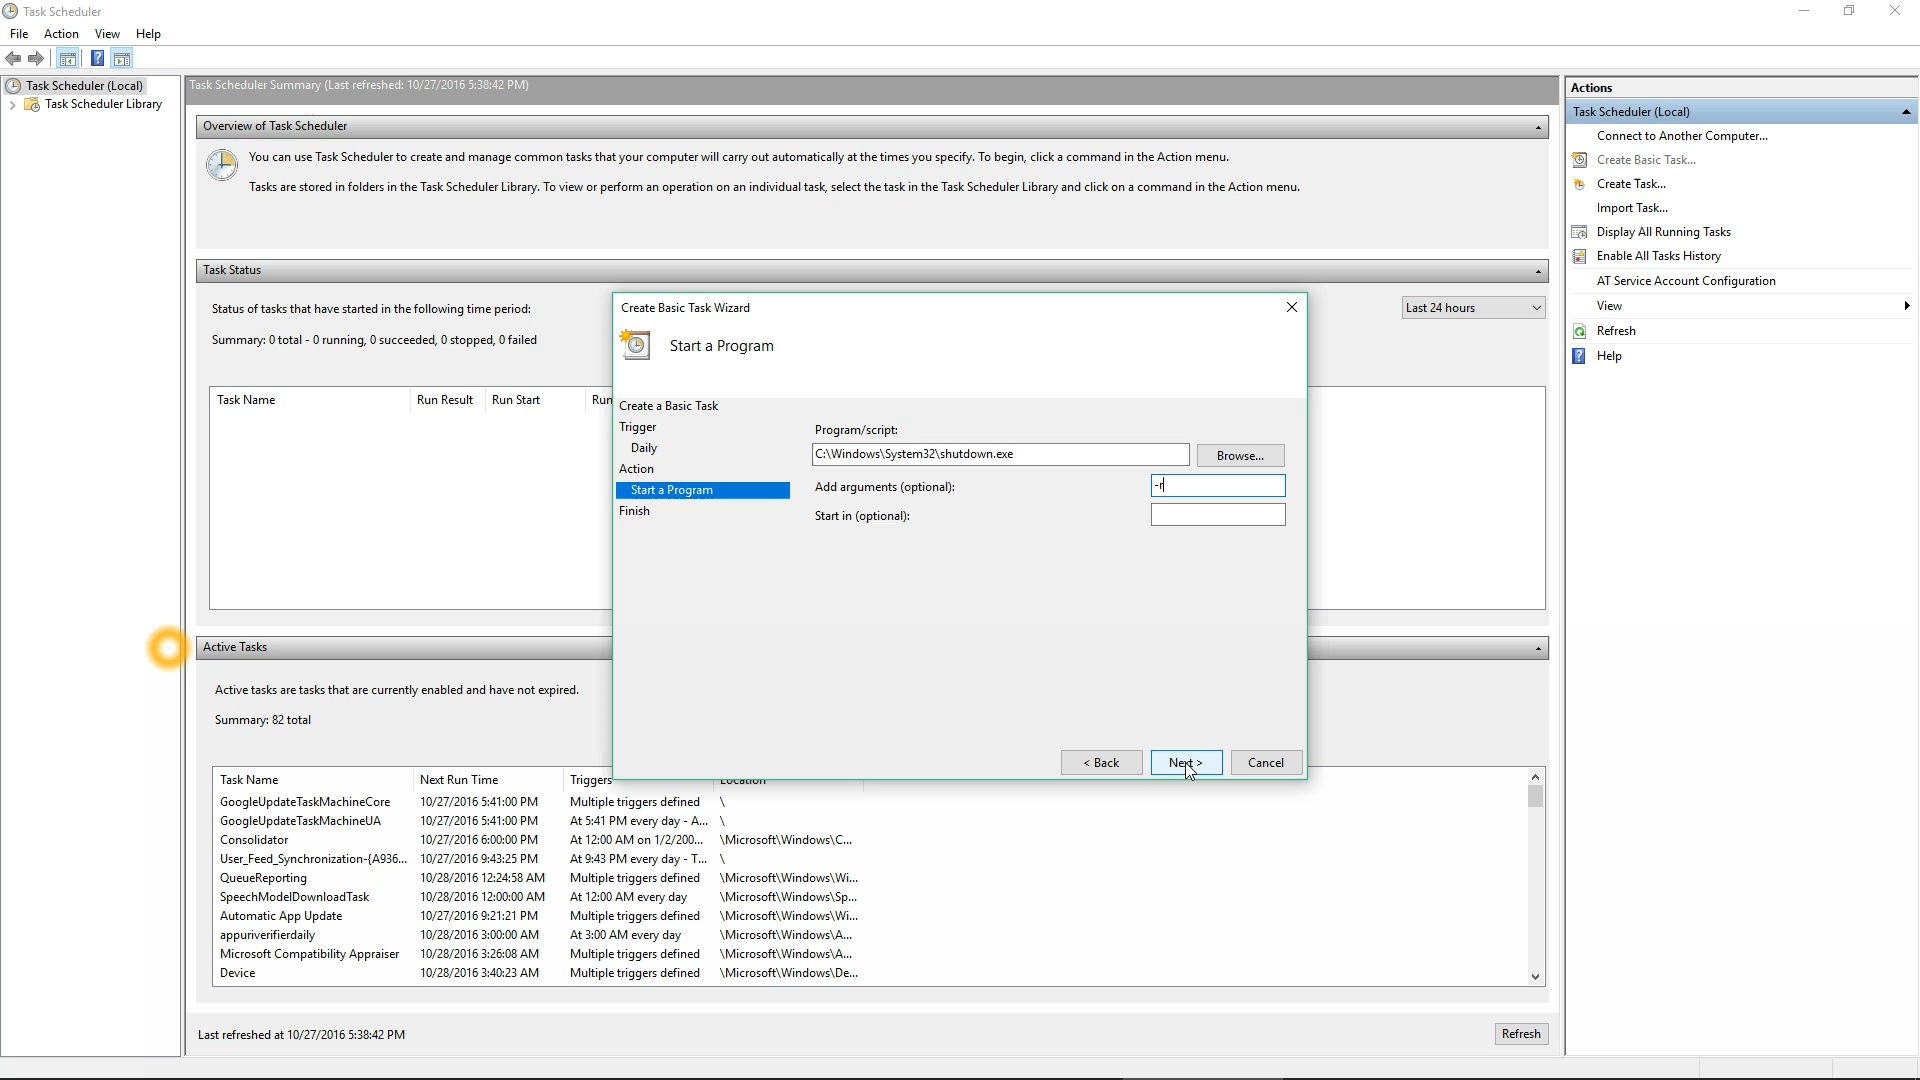 Task Scheduler
File Action View Help
Task Scheduler (Local)
Task Scheduler Library
Task Scheduler Summary (Last refreshed: 10/27/2016 5:38:42 PM)
Overview of Task Scheduler
You can use Task Scheduler to create and manage common tasks that your computer will carry out automatically at the times you specify. To begin, click a command in the Action menu.
Tasks are stored in folders in the Task Scheduler Library. To view or perform an operation on an individual task, select the task in the Task Scheduler Library and click on a command in the Action menu.
Task Status
Status of tasks that have started in the following time period:
Last 24 hours
Summary: 0 total - 0 running, 0 succeeded, 0 stopped, 0 failed
Task Name Run Result Run Start Run
Create Basic Task Wizard
Start a Program
Create a Basic Task
Trigger
Daily
Action
Start a Program
Finish
Program/script:
C:\Windows\System32\shutdown.exe Browse...
Add arguments (optional): -r
Start in (optional):
< Back Next > Cancel
Active Tasks
Active tasks are tasks that are currently enabled and have not expired.
Summary: 82 total
Task Name Next Run Time Triggers Location
GoogleUpdateTaskMachineCore 10/27/2016 5:41:00 PM Multiple triggers defined \
GoogleUpdateTaskMachineUA 10/27/2016 5:41:00 PM At 5:41 PM every day - A... \
Consolidator 10/27/2016 6:00:00 PM At 12:00 AM on 1/2/200... \Microsoft\Windows\C...
User_Feed_Synchronization-{A936... 10/27/2016 9:43:25 PM At 9:43 PM every day - T... \
QueueReporting 10/28/2016 12:24:58 AM Multiple triggers defined \Microsoft\Windows\Wi...
SpeechModelDownloadTask 10/28/2016 12:00:00 AM At 12:00 AM every day \Microsoft\Windows\Sp...
Automatic App Update 10/27/2016 9:21:21 PM Multiple triggers defined \Microsoft\Windows\Wi...
appuriverifierdaily 10/28/2016 3:00:00 AM At 3:00 AM every day \Microsoft\Windows\A...
Microsoft Compatibility Appraiser 10/28/2016 3:26:08 AM Multiple triggers defined \Microsoft\Windows\A...
Device 10/28/2016 3:40:23 AM Multiple triggers defined \Microsoft\Windows\De...
Last refreshed at 10/27/2016 5:38:42 PM
Refresh
Actions
Task Scheduler (Local)
Connect to Another Computer...
Create Basic Task...
Create Task...
Import Task...
Display All Running Tasks
Enable All Tasks History
AT Service Account Configuration
View
Refresh
Help